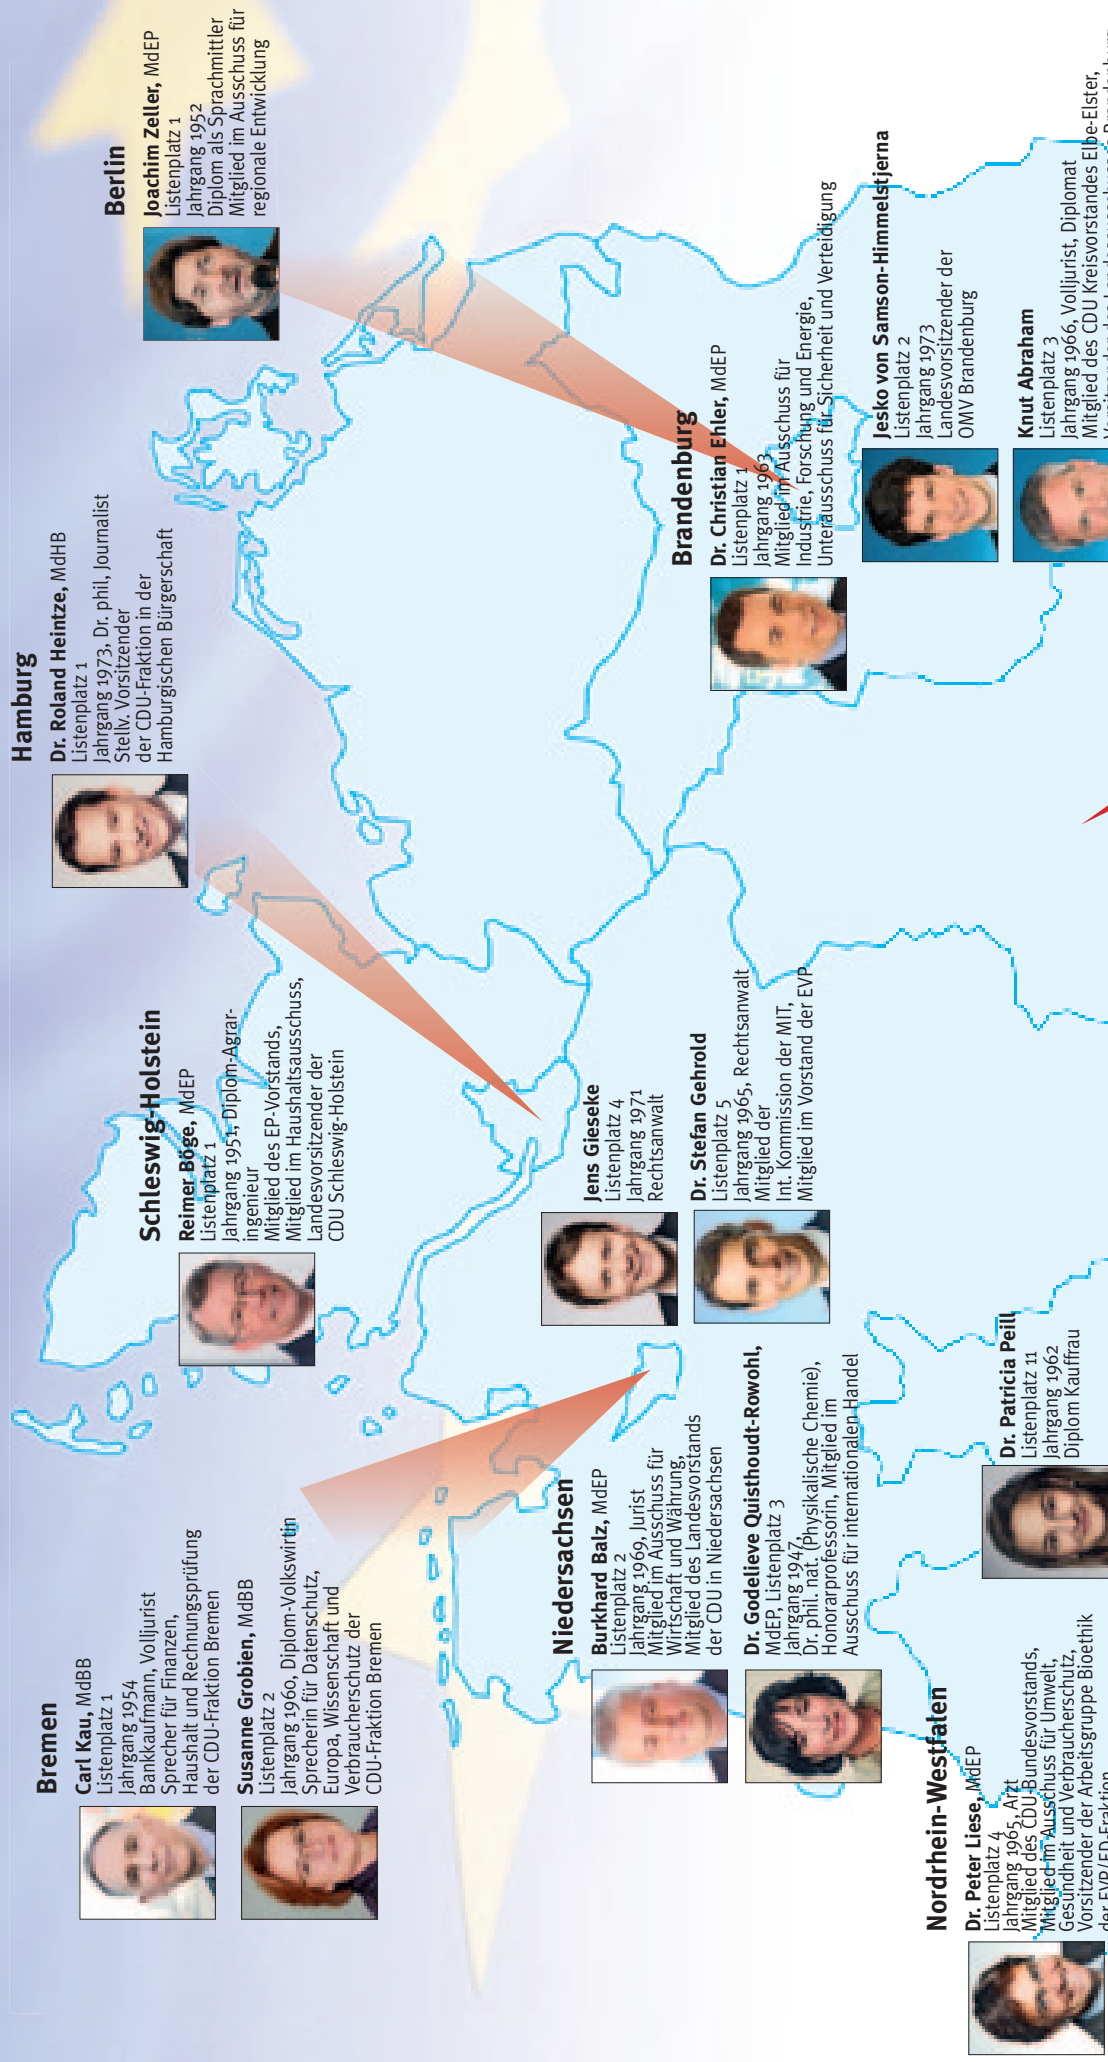 Bremen
Carl Kau, MdBB
Listenplatz 1
Jahrgang 1954
Bankkaufmann, Volljurist
Sprecher für Finanzen,
Haushalt und Rechnungsprüfung
der CDU-Fraktion Bremen
Susanne Grobien, MdBB
Listenplatz 2
Jahrgang 1960, Diplom-Volkswirtin
Sprecherin für Datenschutz,
Europa, Wissenschaft und
Verbraucherschutz der
CDU-Fraktion Bremen
Schleswig-Holstein
Reimer Böge, MdEP
Listenplatz 1
Jahrgang 1951, Diplom-Agrar-
ingenieur
Mitglied des EP-Vorstands,
Mitglied im Haushaltsausschuss,
Landesvorsitzender der
CDU Schleswig-Holstein
Hamburg
Dr. Roland Heintze, MdHB
Listenplatz 1
Jahrgang 1973, Dr. phil, Journalist
Stellv. Vorsitzender
der CDU-Fraktion in der
Hamburgischen Bürgerschaft
Berlin
Joachim Zeller, MdEP
Listenplatz 1
Jahrgang 1952
Diplom als Sprachmittler
Mitglied im Ausschuss für
regionale Entwicklung
Niedersachsen
Burkhard Balz, MdEP
Listenplatz 2
Jahrgang 1969, Jurist
Mitglied im Ausschuss für
Wirtschaft und Währung,
Mitglied des Landesvorstands
der CDU in Niedersachsen
Dr. Godelieve Quisthoudt-Rowohl,
MdEP, Listenplatz 3
Jahrgang 1947,
Dr. phil. nat. (Physikalische Chemie),
Honorarprofessorin, Mitglied im
Ausschuss für internationalen Handel
Jens Gieseke
Listenplatz 4
Jahrgang 1971
Rechtsanwalt
Dr. Stefan Gehrold
Listenplatz 5
Jahrgang 1965, Rechtsanwalt
Mitglied der
Int. Kommission der MIT,
Mitglied im Vorstand der EVP
Brandenburg
Dr. Christian Ehler, MdEP
Listenplatz 1
Jahrgang 1963
Mitglied im Ausschuss für
Industrie, Forschung und Energie,
Unterausschuss für Sicherheit und Verteidigung
Jesko von Samson-Himmelstjerna
Listenplatz 2
Jahrgang 1973
Landesvorsitzender der
OMV Brandenburg
Knut Abraham
Listenplatz 3
Jahrgang 1966, Volljurist, Diplomat
Mitglied des CDU Kreisvorstandes Elbe-Elster,
Nordrhein-Westfalen
Dr. Peter Liese, MdEP
Listenplatz 4
Jahrgang 1965, Arzt
Mitglied des CDU-Bundesvorstands,
Mitglied im Ausschuss für Umwelt,
Gesundheit und Verbraucherschutz,
Vorsitzender der Arbeitsgruppe Bioethik
der EVP/ED-Fraktion
Dr. Patricia Peill
Listenplatz 11
Jahrgang 1962
Diplom Kauffrau